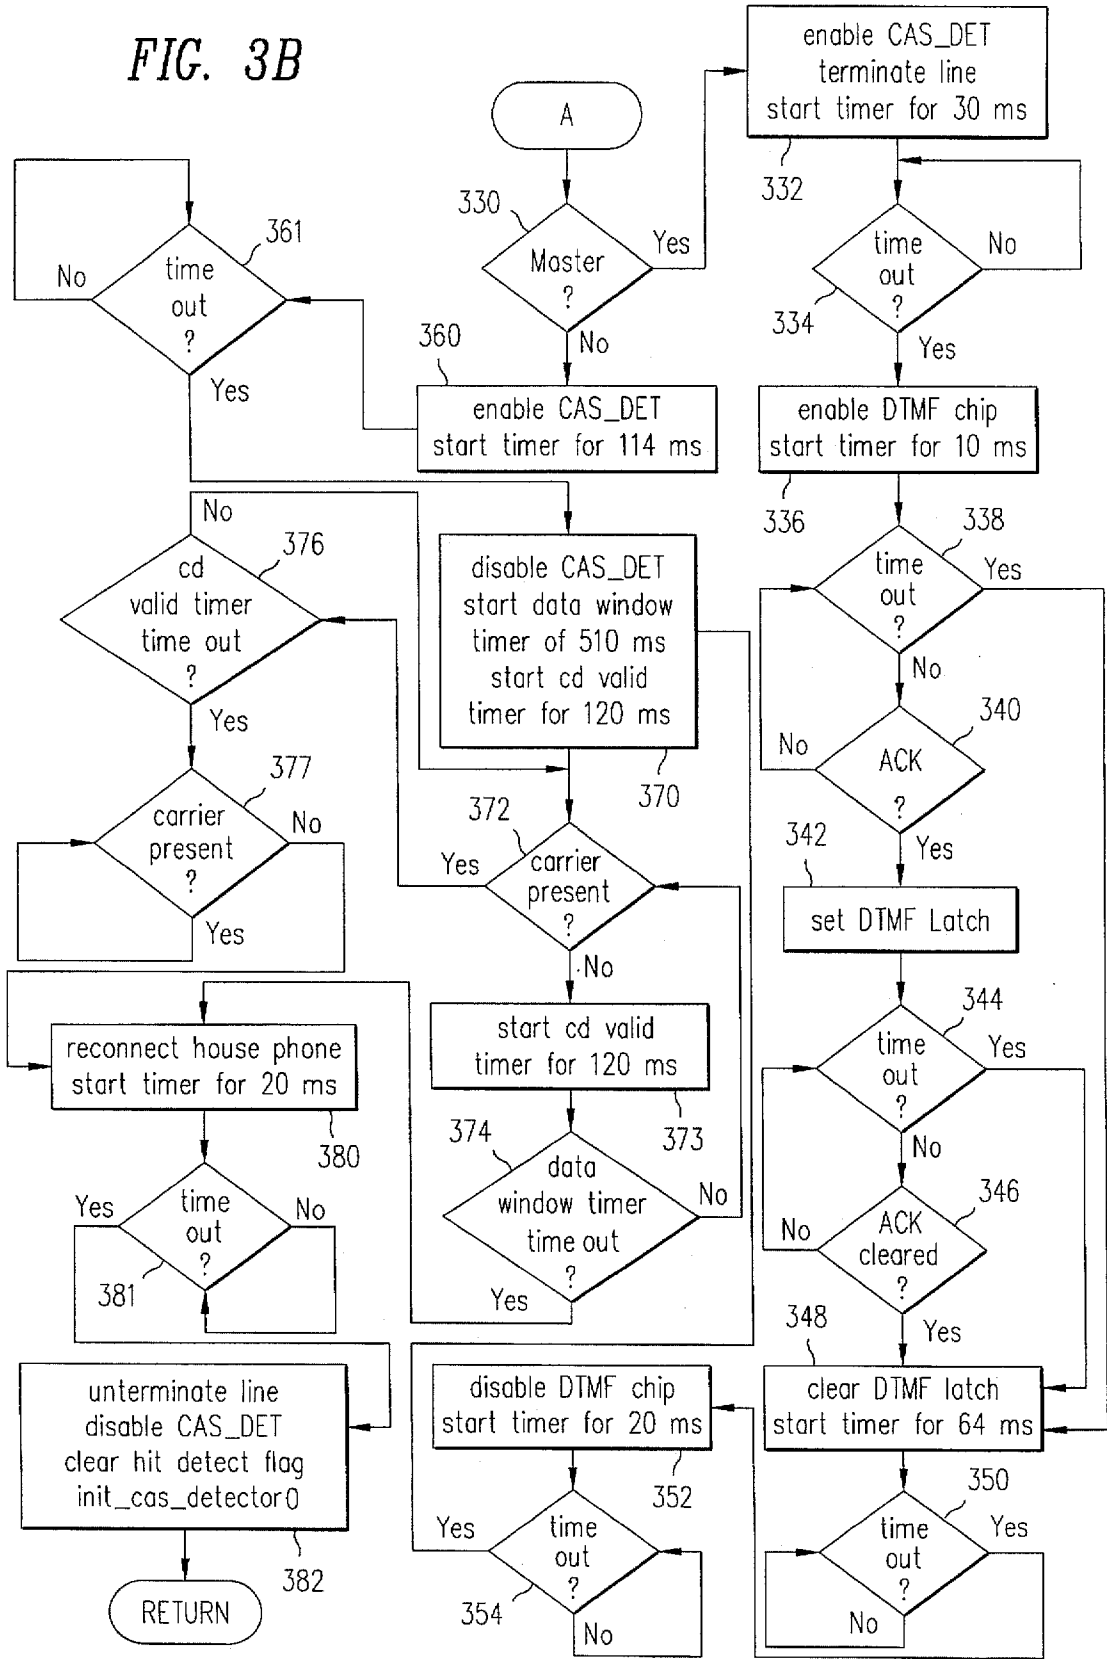 FIG. 3B
enable CAS_DET
terminate line
start timer for 30 ms
332
A
330
Master
?
Yes
No
time
out
?
No
334
Yes
361
time
out
?
No
Yes
360
enable CAS_DET
start timer for 114 ms
enable DTMF chip
start timer for 10 ms
336
338
time
out
?
Yes
No
No
376
cd
valid timer
time out
?
Yes
disable CAS_DET
start data window
timer of 510 ms
start cd valid
timer for 120 ms
370
340
ACK
?
No
Yes
377
carrier
present
?
No
Yes
372
carrier
present
?
Yes
No
342
set DTMF Latch
344
time
out
?
Yes
No
start cd valid
timer for 120 ms
373
reconnect house phone
start timer for 20 ms
380
374
data
window timer
time out
?
No
Yes
346
ACK
cleared
?
No
Yes
time
out
?
Yes
No
381
348
clear DTMF latch
start timer for 64 ms
disable DTMF chip
start timer for 20 ms
352
unterminate line
disable CAS_DET
clear hit detect flag
init_cas_detector()
382
350
time
out
?
Yes
No
time
out
?
Yes
354
No
RETURN